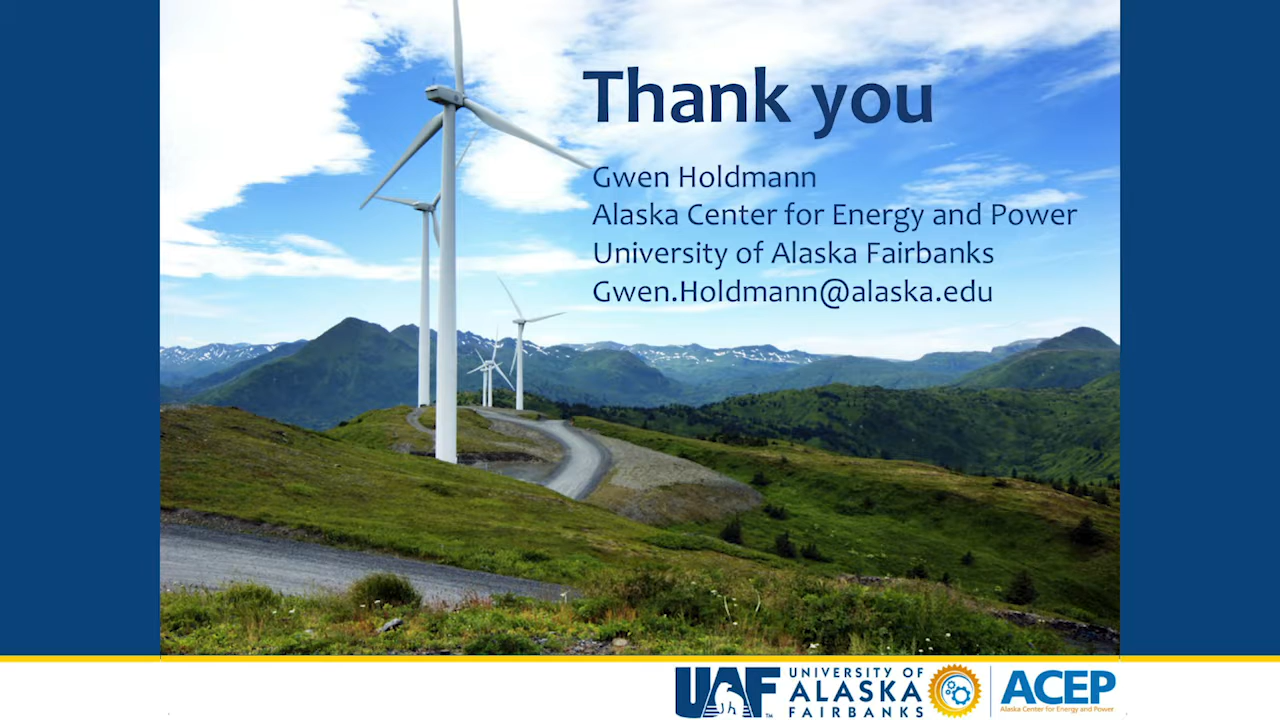 Thank you
Gwen Holdmann
Alaska Center for Energy and Power
University of Alaska Fairbanks
Gwen.Holdmann@alaska.edu
UAF
TM
UNIVERSITY OF
ALASKA
FAIRBANKS
ACEP
Alaska Center for Energy and Power